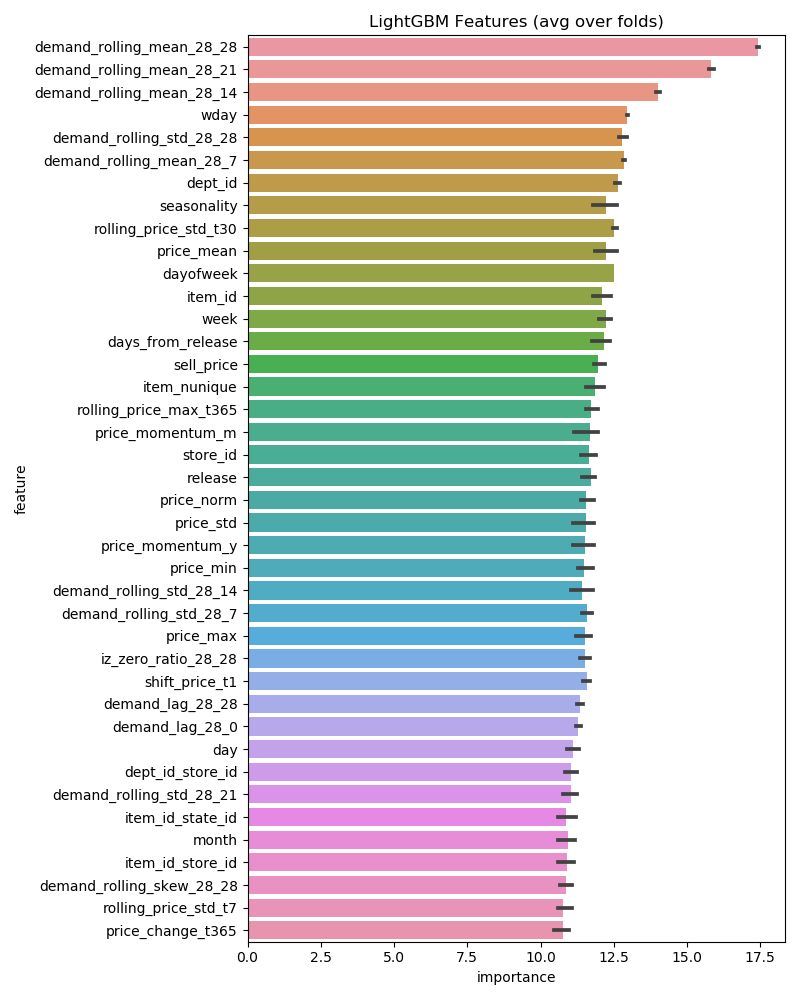 LightGBM Features (avg over folds)
demand_rolling_mean_28_28
demand_rolling_mean_28_21
demand_rolling_mean_28_14
wday
demand_rolling_std_28_28
demand_rolling_mean_28_7
dept_id
seasonality
rolling_price_std_t30
price_mean
dayofweek
item_id
week
days_from_release
sell_price
item_nunique
rolling_price_max_t365
price_momentum_m
store_id
release
price_norm
price_std
price_momentum_y
price_min
demand_rolling_std_28_14
demand_rolling_std_28_7
price_max
iz_zero_ratio_28_28
shift_price_t1
demand_lag_28_28
demand_lag_28_0
day
dept_id_store_id
demand_rolling_std_28_21
item_id_state_id
month
item_id_store_id
demand_rolling_skew_28_28
rolling_price_std_t7
price_change_t365
feature
0.0 2.5 5.0 7.5 10.0 12.5 15.0 17.5
importance